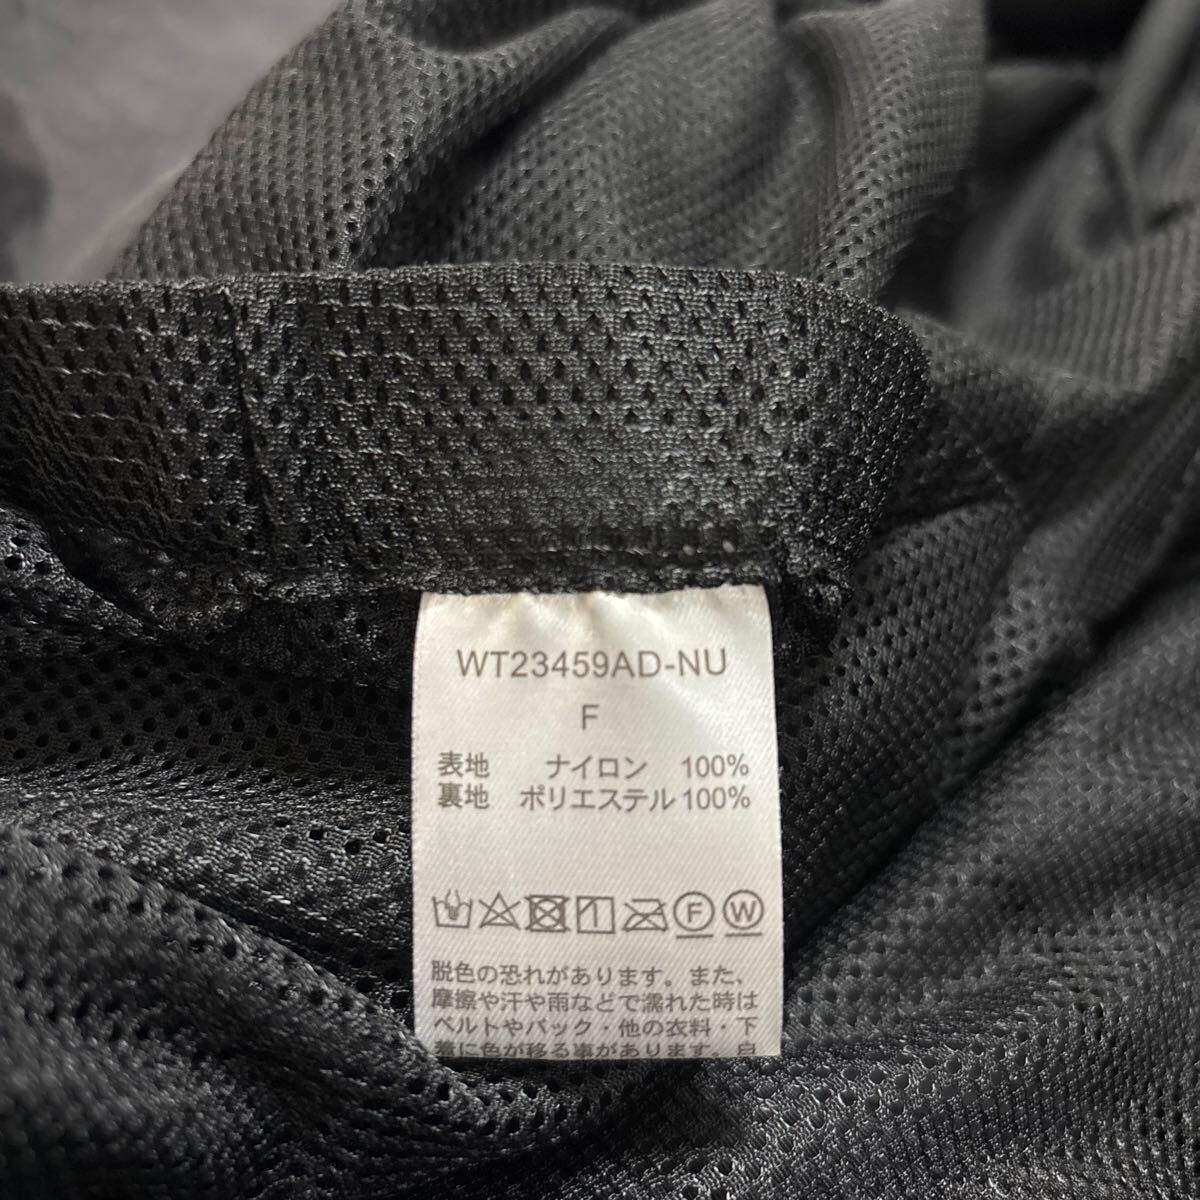 WT23459AD-NU
F
表地 ナイロン 100%
裏地 ポリエステル 100%
F W
脱色の恐れがあります。また、
摩擦や汗や雨などで濡れた時は
ベルトやバック・他の衣料・下
着に色が移る事があります。白